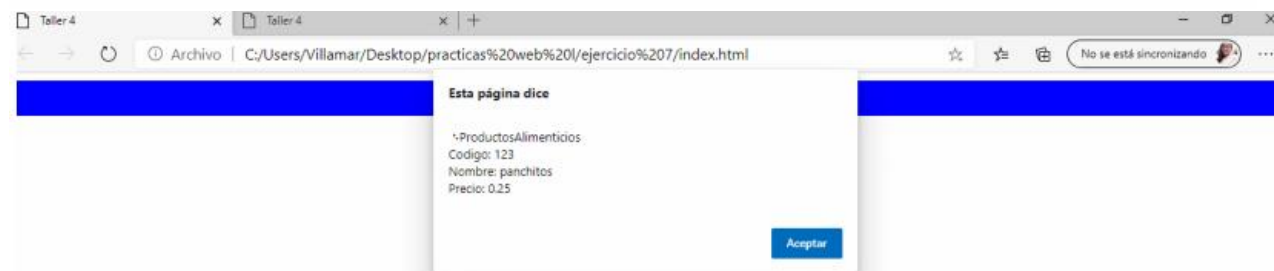 Taller 4
Taller 4
Archivo | C:/Users/Villamar/Desktop/practicas%20web%20I/ejercicio%207/index.html
No se está sincronizando
Esta página dice
*-ProductosAlimenticios
Codigo: 123
Nombre: panchitos
Precio: 0.25
Aceptar